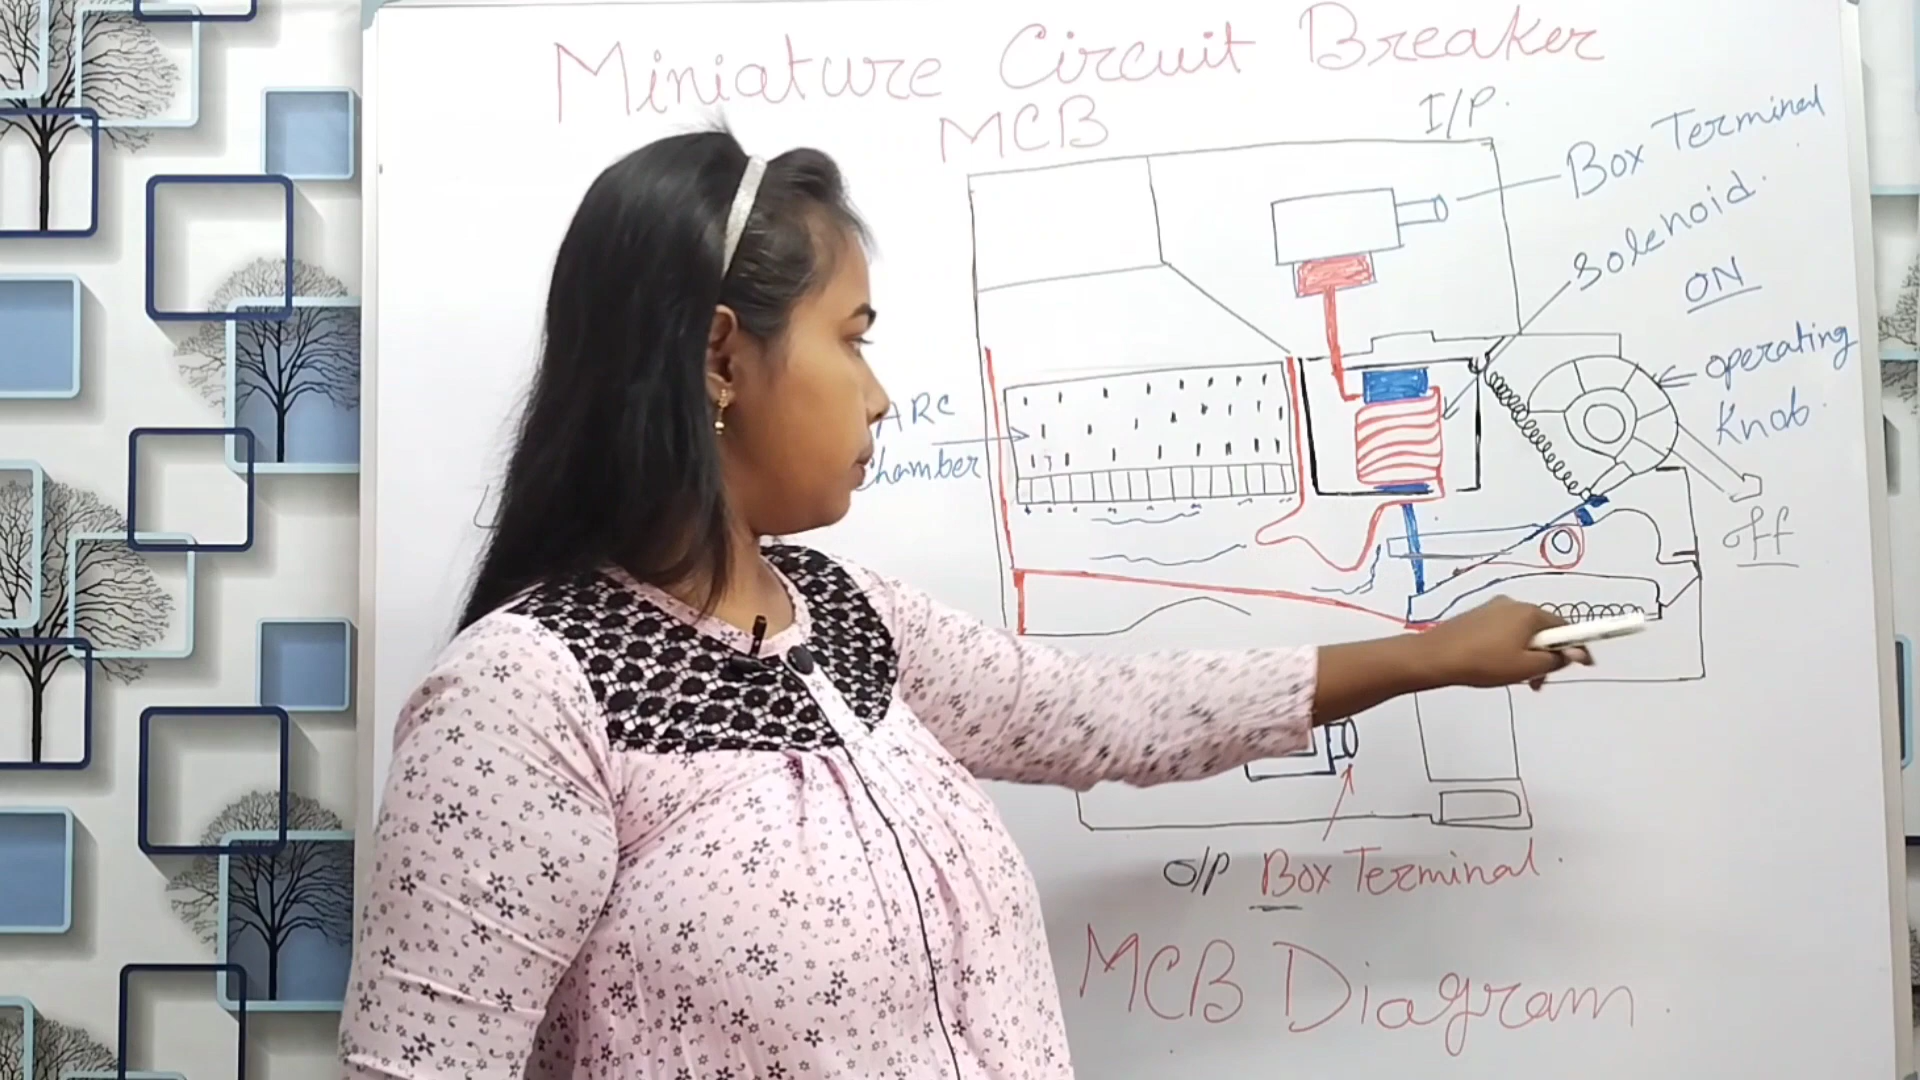 Miniature Circuit Breaker
MCB
I/P.
Box Terminal
Solenoid.
ON
operating
Knob.
ARC
chamber
off
O/P Box Terminal.
MCB Diagram.